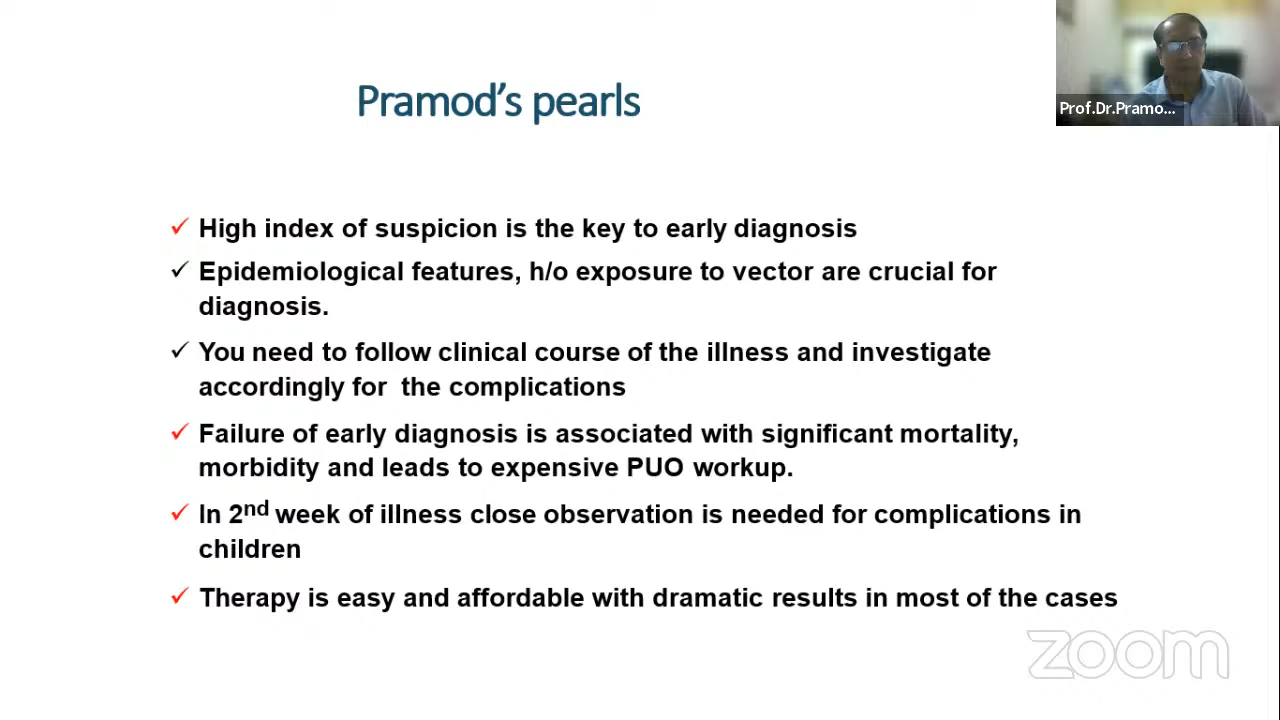 Pramod's pearls
Prof.Dr.Pramo...
✓ High index of suspicion is the key to early diagnosis
✓ Epidemiological features, h/o exposure to vector are crucial for
diagnosis.
✓ You need to follow clinical course of the illness and investigate
accordingly for  the complications
✓ Failure of early diagnosis is associated with significant mortality,
morbidity and leads to expensive PUO workup.
✓ In 2nd week of illness close observation is needed for complications in
children
✓ Therapy is easy and affordable with dramatic results in most of the cases
zoom